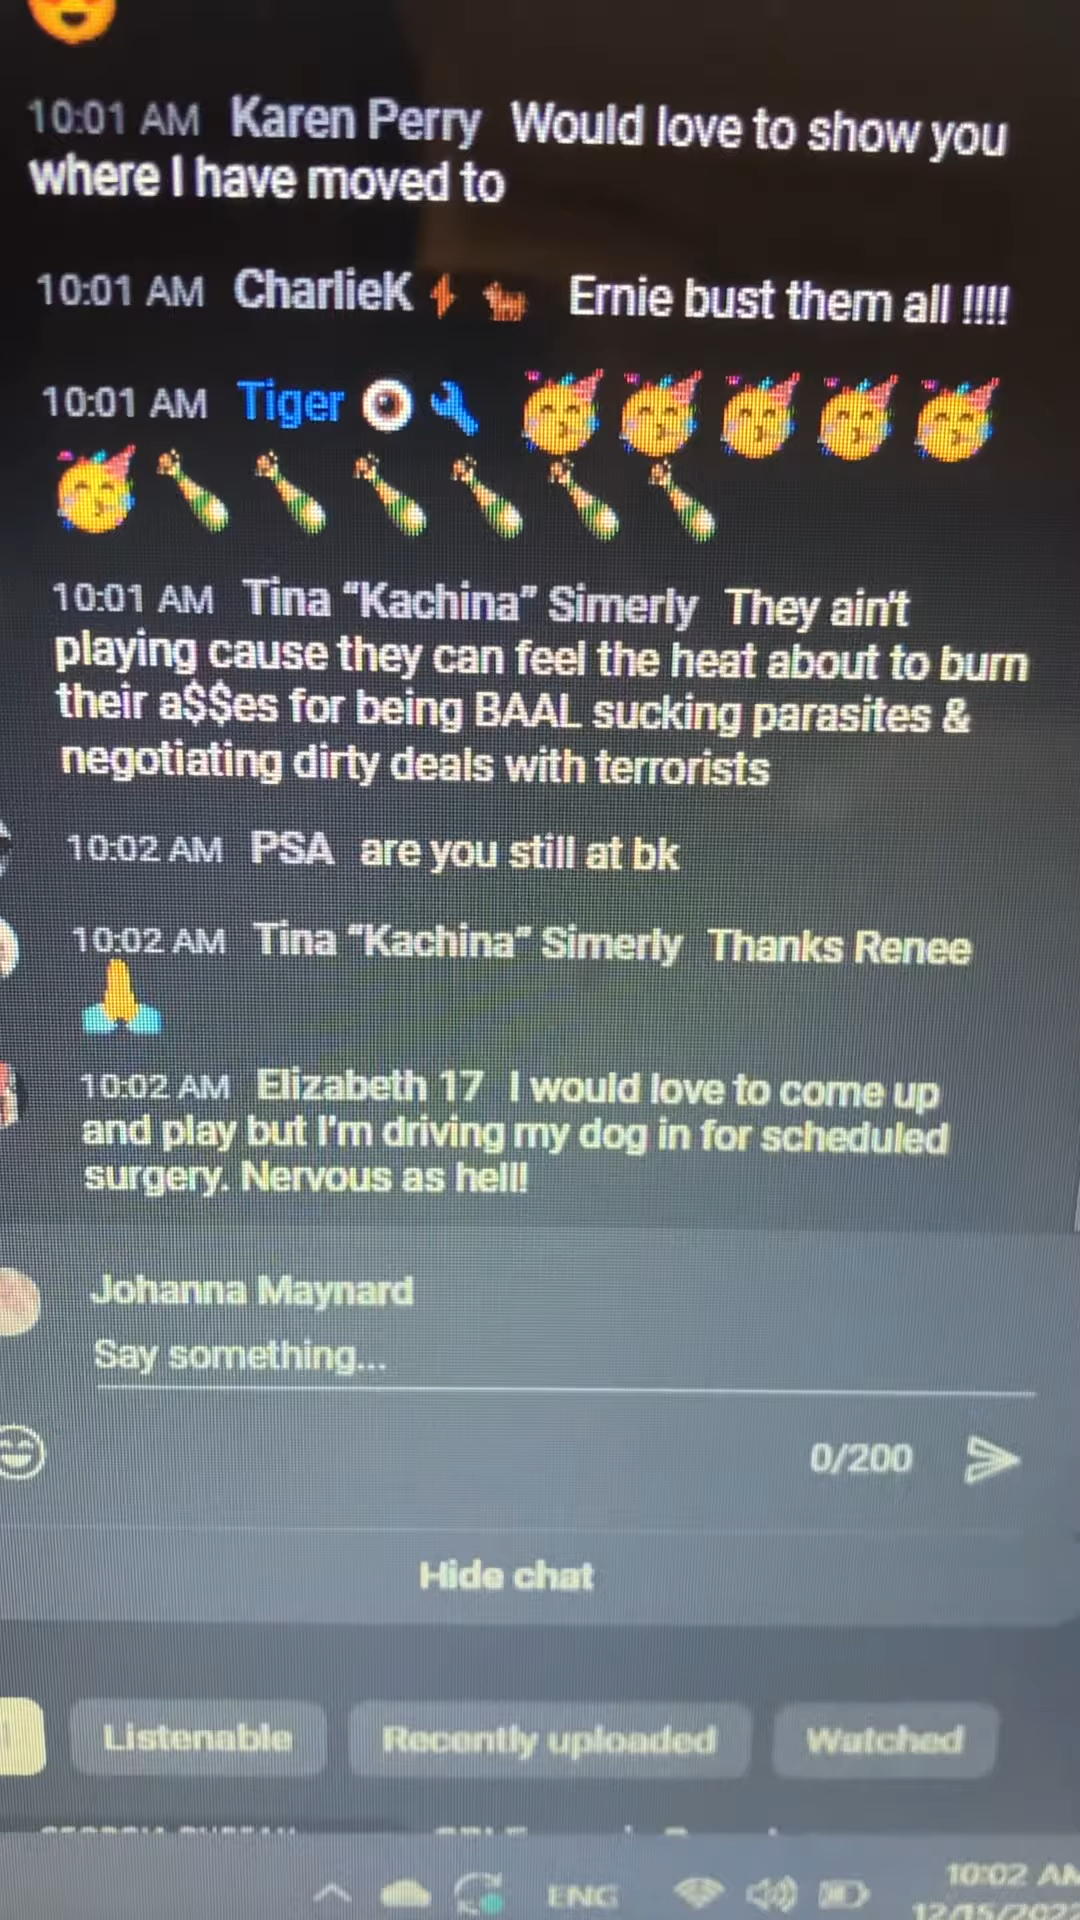 10:01 AM Karen Perry Would love to show you
where I have moved to
10:01 AM CharlieK Ernie bust them all !!!!
10:01 AM Tiger
10:01 AM Tina "Kachina" Simerly They ain't
playing cause they can feel the heat about to burn
their a$$es for being BAAL sucking parasites &
negotiating dirty deals with terrorists
10:02 AM PSA are you still at bk
10:02 AM Tina "Kachina" Simerly Thanks Renee
10:02 AM Elizabeth 17 I would love to come up
and play but I'm driving my dog in for scheduled
surgery. Nervous as hell!
Johanna Maynard
Say something...
0/200
Hide chat
Listenable
Recently uploaded
Watched
ENG
10:02 AM
12/15/2022